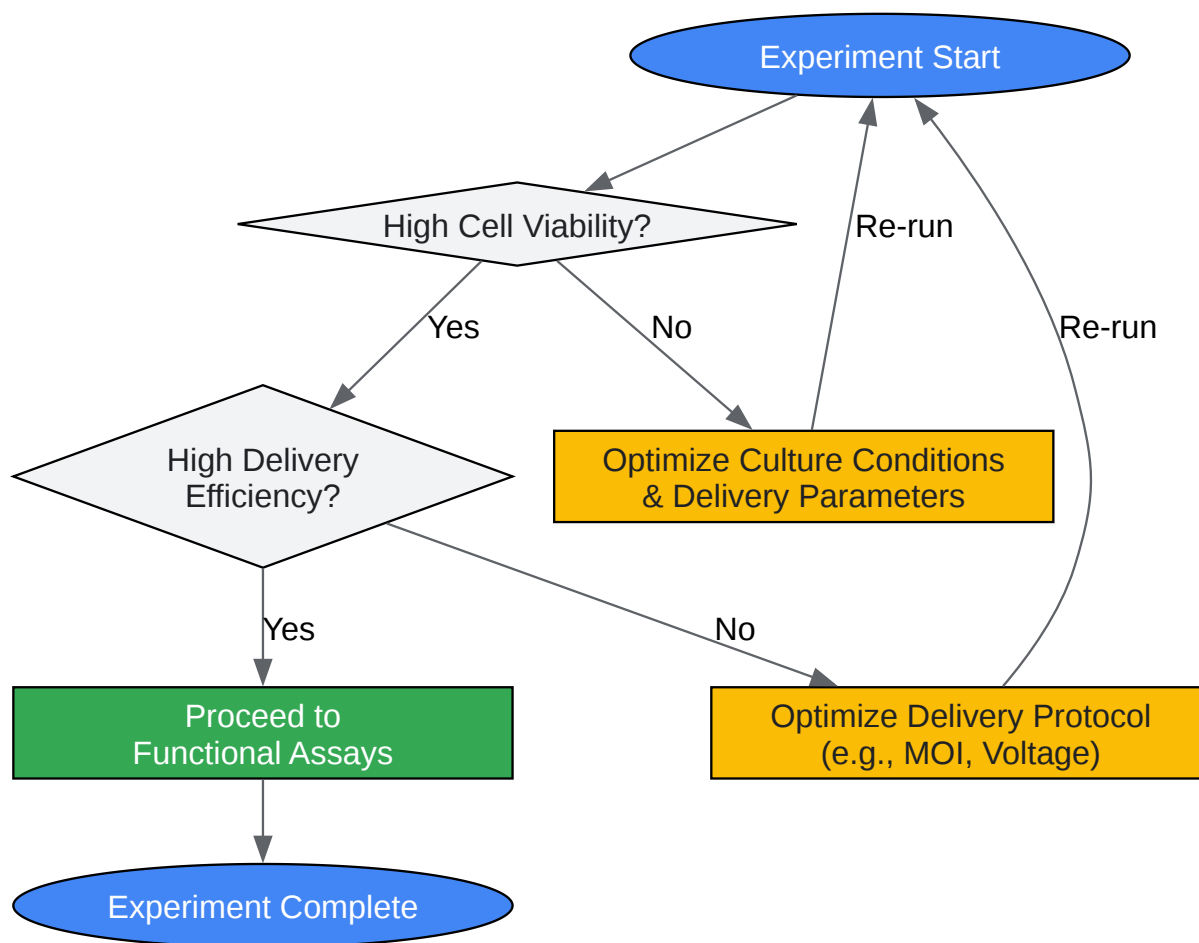 Experiment Start
High Cell Viability?
Re-run
Yes
No
Re-run
High Delivery
Efficiency?
Optimize Culture Conditions
& Delivery Parameters
Yes
No
Proceed to
Functional Assays
Optimize Delivery Protocol
(e.g., MOI, Voltage)
Experiment Complete